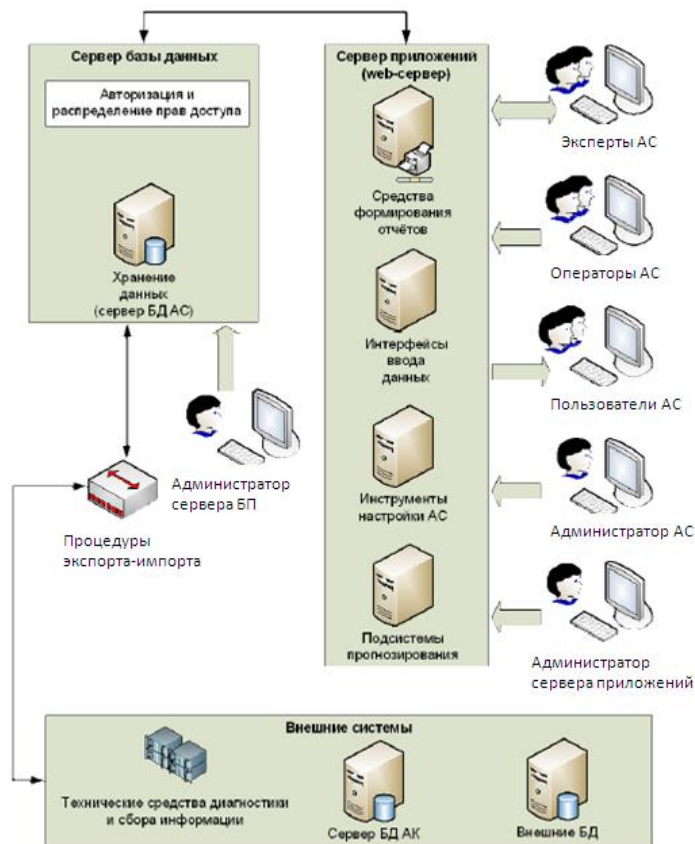 Сервер базы данных
Авторизация и
распределение прав доступа
Хранение
данных
(сервер БД АС)
Администратор
сервера БП
Процедуры
экспорта-импорта
Сервер приложений
(web-сервер)
Средства
формирования
отчётов
Интерфейсы
ввода
данных
Инструменты
настройки АС
Подсистемы
прогнозирования
Эксперты АС
Операторы АС
Пользователи АС
Администратор АС
Администратор
сервера приложений
Внешние системы
Технические средства диагностики
и сбора информации
Сервер БД АК
Внешние БД